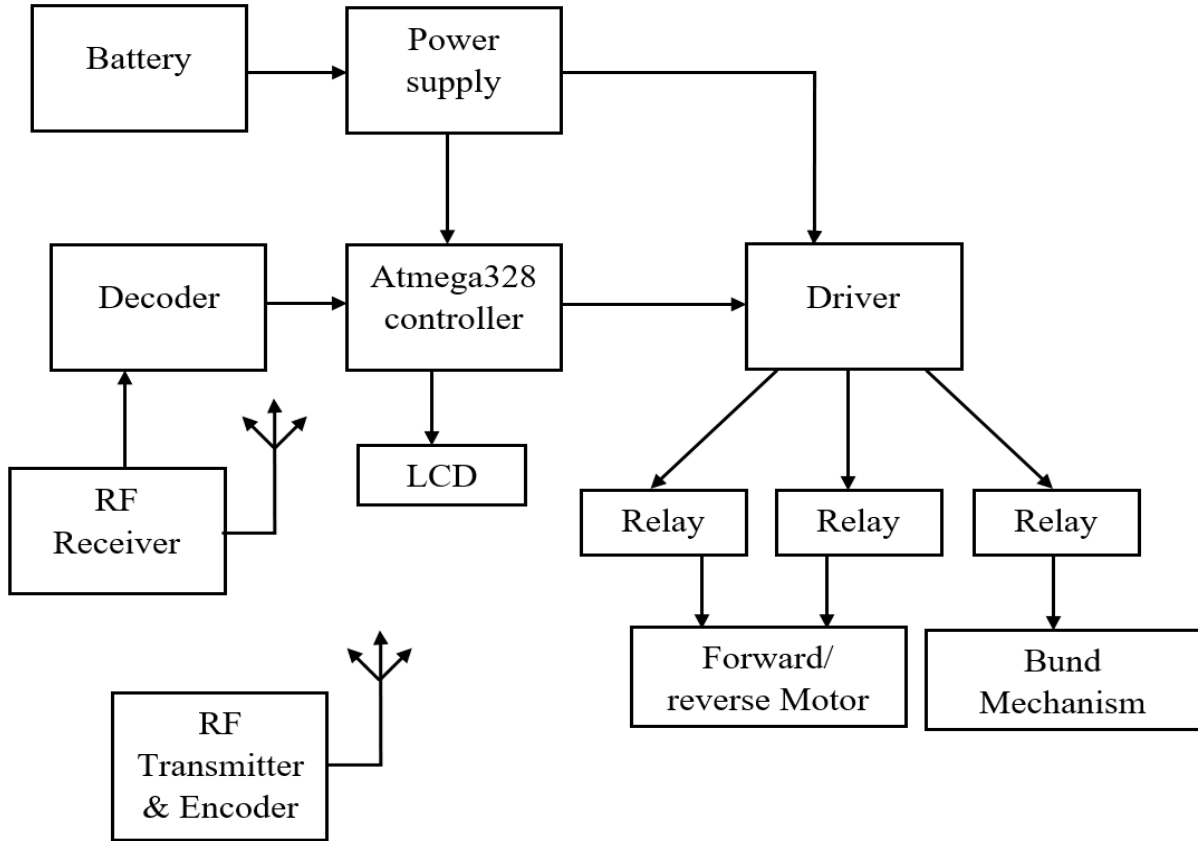 Battery
Power
supply
Decoder
Atmega328
controller
Driver
RF
Receiver
LCD
Relay
Relay
Relay
Forward/
reverse Motor
Bund
Mechanism
RF
Transmitter
& Encoder